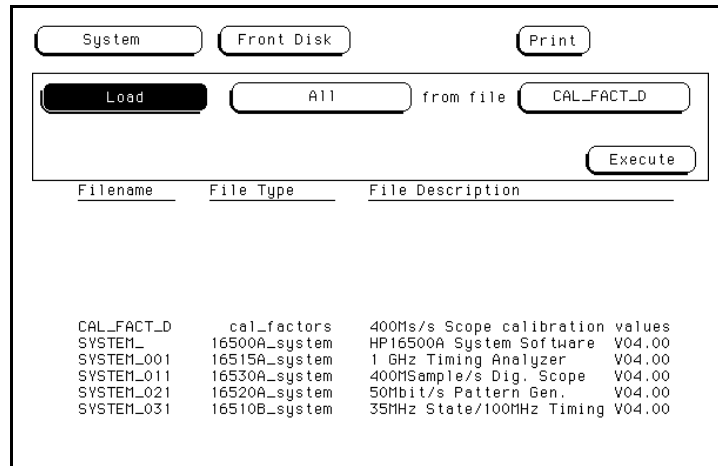 System Front Disk Print
Load All from file CAL_FACT_D
Execute
Filename File Type File Description
CAL_FACT_D cal_factors 400Ms/s Scope calibration values
SYSTEM_ 16500A_system HP16500A System Software V04.00
SYSTEM_001 16515A_system 1 GHz Timing Analyzer V04.00
SYSTEM_011 16530A_system 400MSample/s Dig. Scope V04.00
SYSTEM_021 16520A_system 50Mbit/s Pattern Gen. V04.00
SYSTEM_031 16510B_system 35MHz State/100MHz Timing V04.00